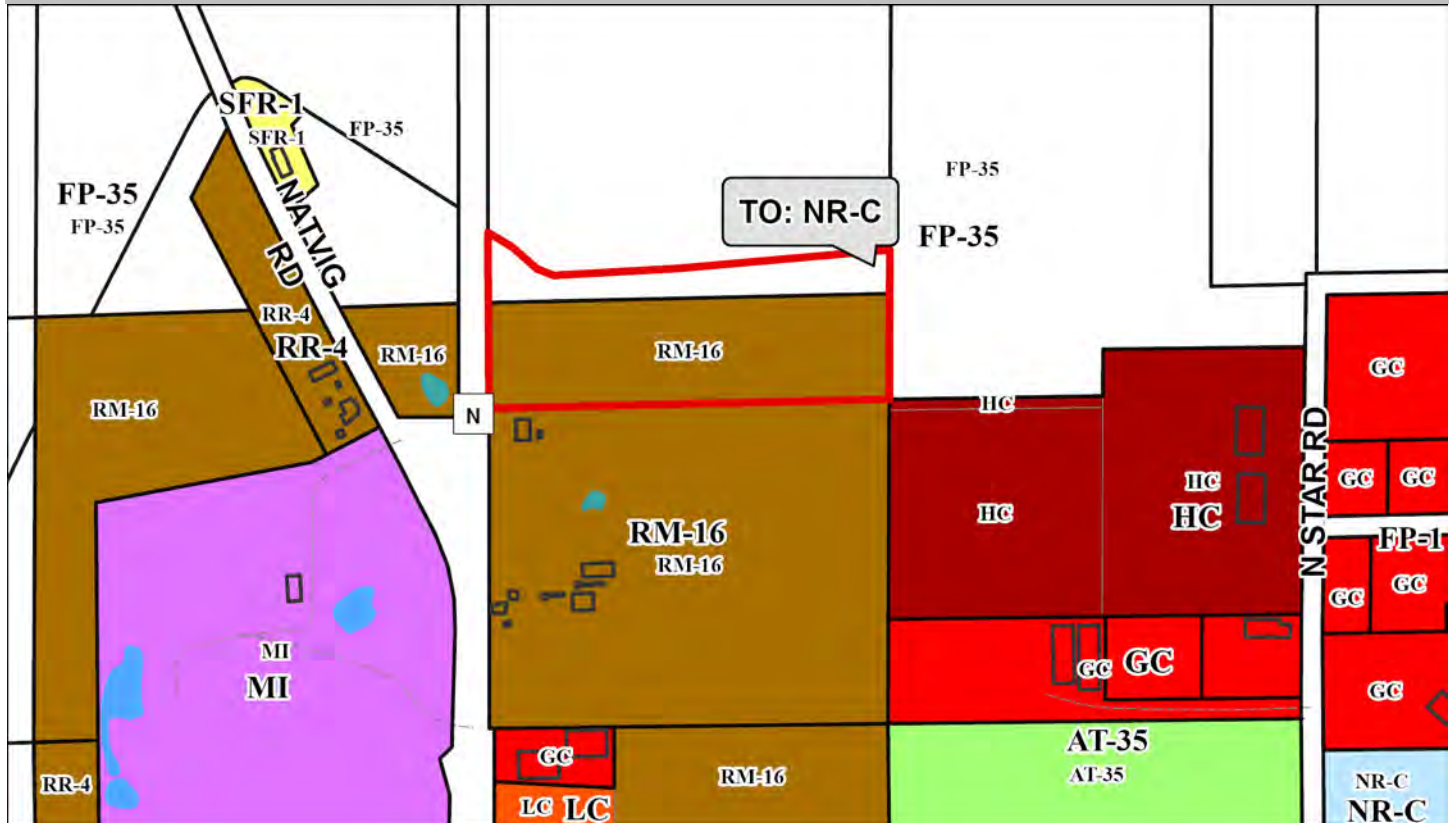 SFR-1
SFR-1
FP-35
FP-35
FP-35
FP-35
FP-35
TO: NR-C
NATVIG
RD
RR-4
RR-4
RM-16
RM-16
RM-16
N
HC
GC
HC
HC
HC
GC
GC
N STAR RD
FP-1
GC
GC
RM-16
RM-16
MI
MI
GC
GC
GC
GC
AT-35
AT-35
RR-4
RM-16
LC
LC
NR-C
NR-C